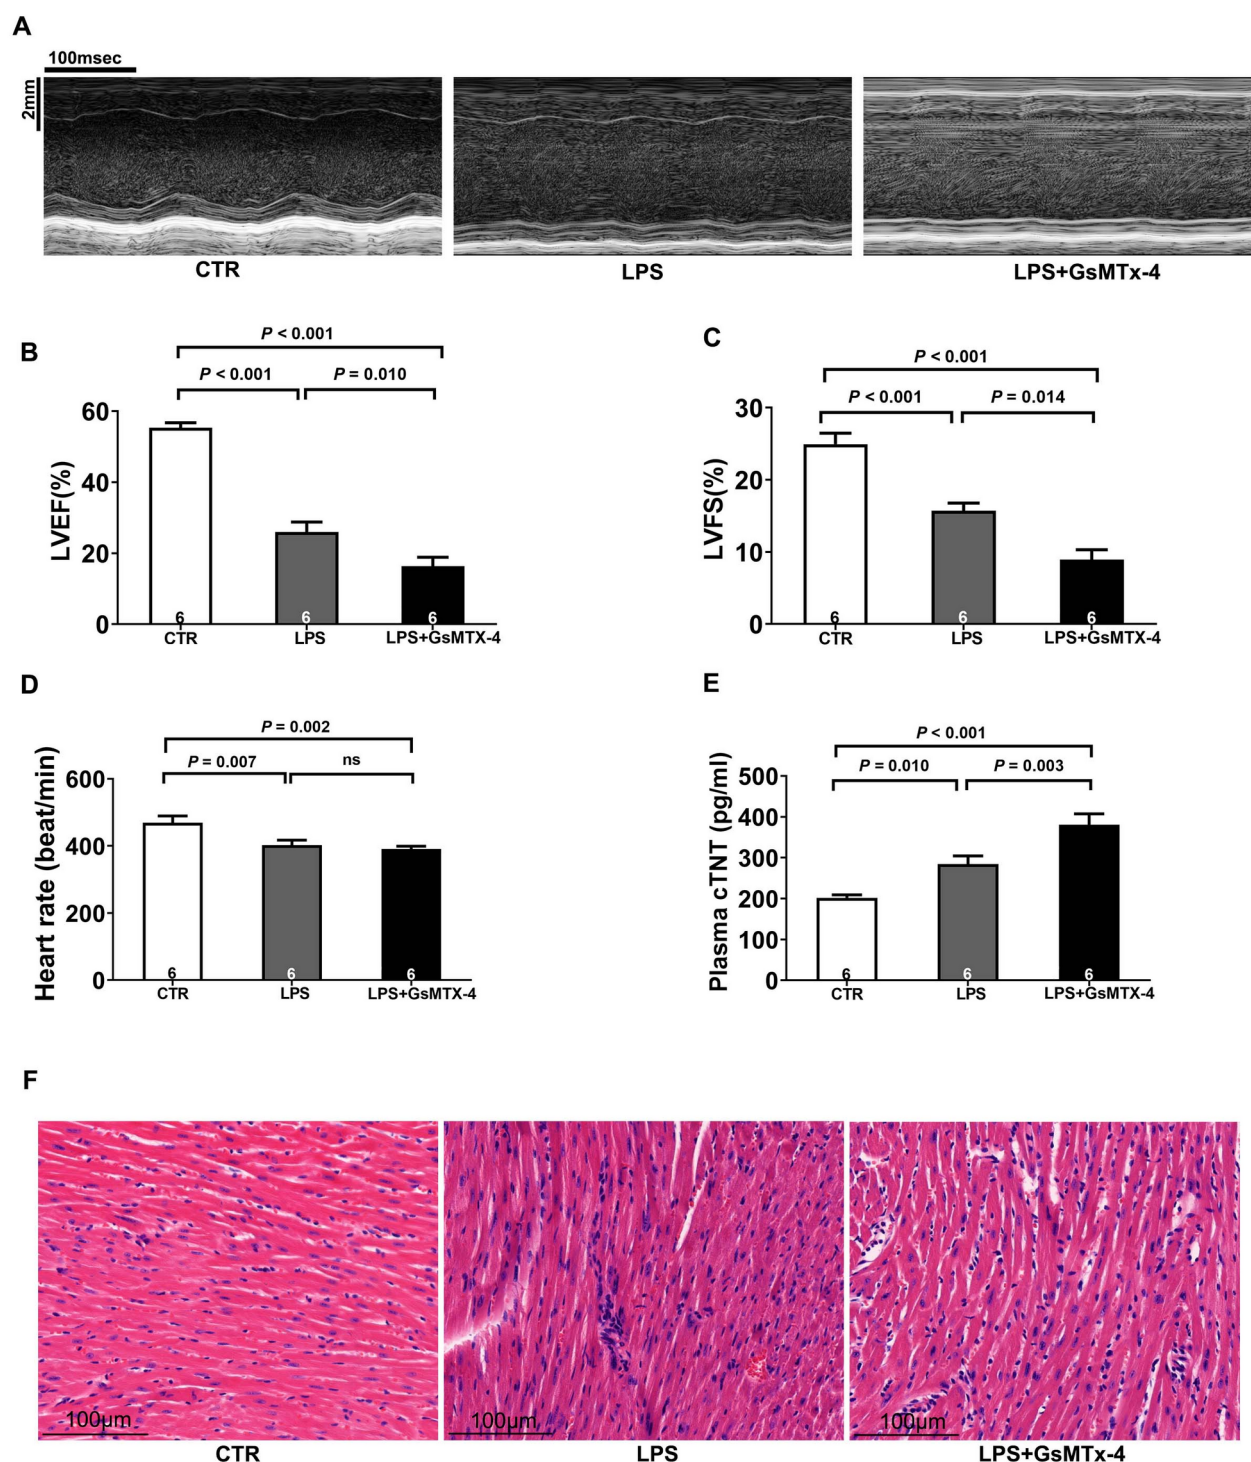 A
100msec
2mm
CTR
LPS
LPS+GsMTx-4
B
P < 0.001
P < 0.001
P = 0.010
LVEF(%)
60
40
20
0
6
6
6
CTR
LPS
LPS+GsMTX-4
C
P < 0.001
P < 0.001
P = 0.014
LVFS(%)
30
20
10
0
6
6
6
CTR
LPS
LPS+GsMTX-4
D
P = 0.002
P = 0.007
ns
Heart rate (beat/min)
600
400
200
0
6
6
6
CTR
LPS
LPS+GsMTX-4
E
P < 0.001
P = 0.010
P = 0.003
Plasma cTNT (pg/ml)
500
400
300
200
100
0
6
6
6
CTR
LPS
LPS+GsMTX-4
F
100μm
100μm
100μm
CTR
LPS
LPS+GsMTx-4